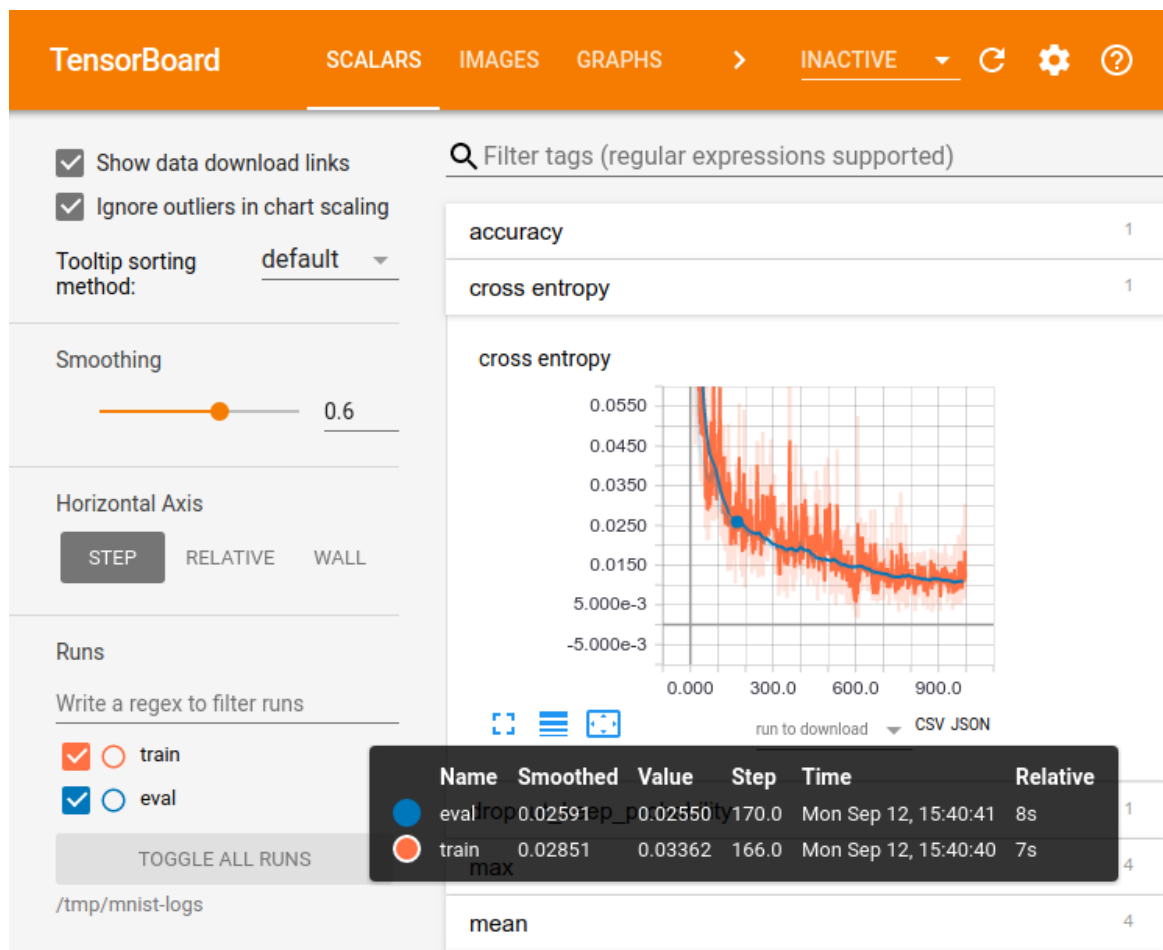 TensorBoard SCALARS IMAGES GRAPHS INACTIVE
Show data download links
Ignore outliers in chart scaling
Tooltip sorting method: default
Smoothing
0.6
Horizontal Axis
STEP RELATIVE WALL
Runs
Write a regex to filter runs
train
eval
TOGGLE ALL RUNS
/tmp/mnist-logs
Filter tags (regular expressions supported)
accuracy 1
cross entropy 1
cross entropy
0.0550
0.0450
0.0350
0.0250
0.0150
5.000e-3
-5.000e-3
0.000 300.0 600.0 900.0
run to download CSV JSON
Name Smoothed Value Step Time Relative
eval 0.02591 0.02550 170.0 Mon Sep 12, 15:40:41 8s
train 0.02851 0.03362 166.0 Mon Sep 12, 15:40:40 7s
1
max 4
mean 4